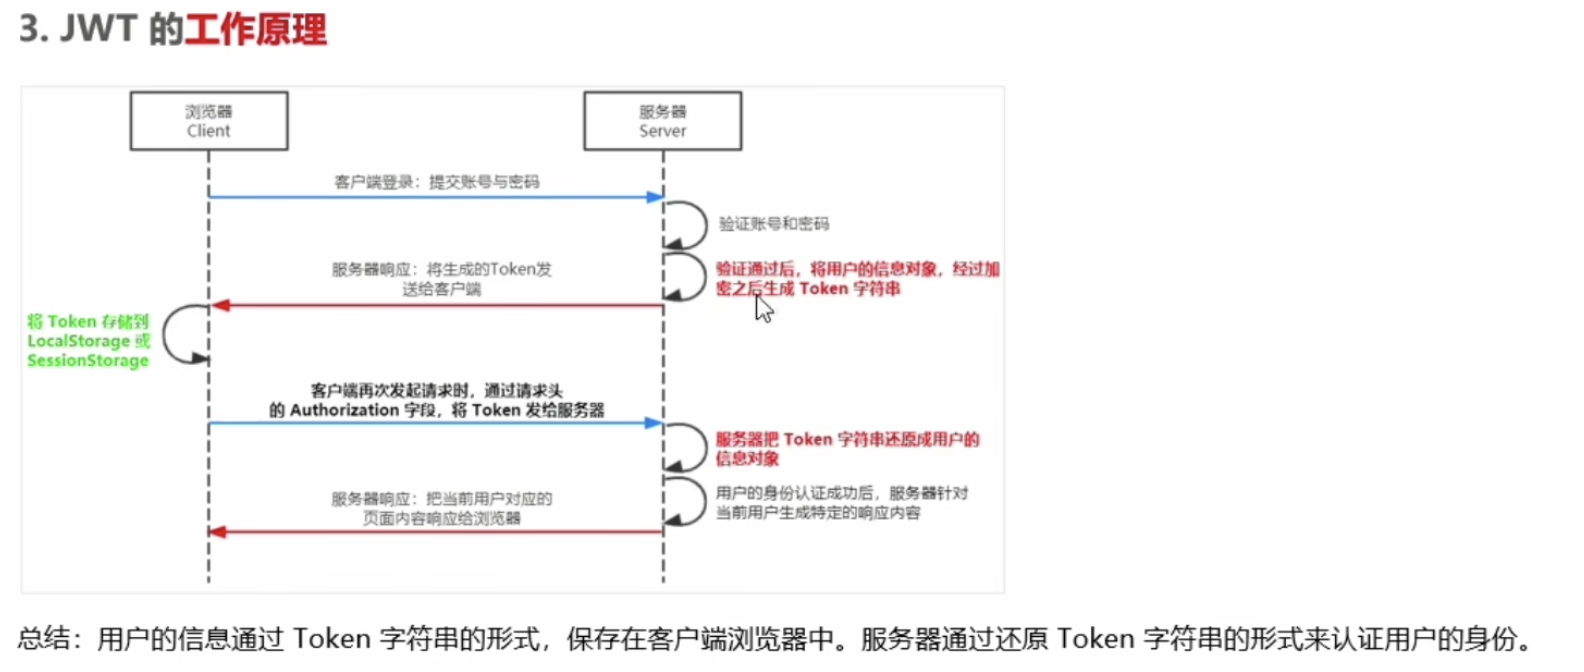 3. JWT 的工作原理
浏览器
Client
服务器
Server
客户端登录：提交账号与密码
验证账号和密码
验证通过后，将用户的信息对象，经过加
密之后生成 Token 字符串
服务器响应：将生成的Token发
送给客户端
将 Token 存储到
LocalStorage 或
SessionStorage
客户端再次发起请求时，通过请求头
的 Authorization 字段，将 Token 发给服务器
服务器把 Token 字符串还原成用户的
信息对象
用户的身份认证成功后，服务器针对
当前用户生成特定的响应内容
服务器响应：把当前用户对应的
页面内容响应给浏览器
总结：用户的信息通过 Token 字符串的形式，保存在客户端浏览器中。服务器通过还原 Token 字符串的形式来认证用户的身份。